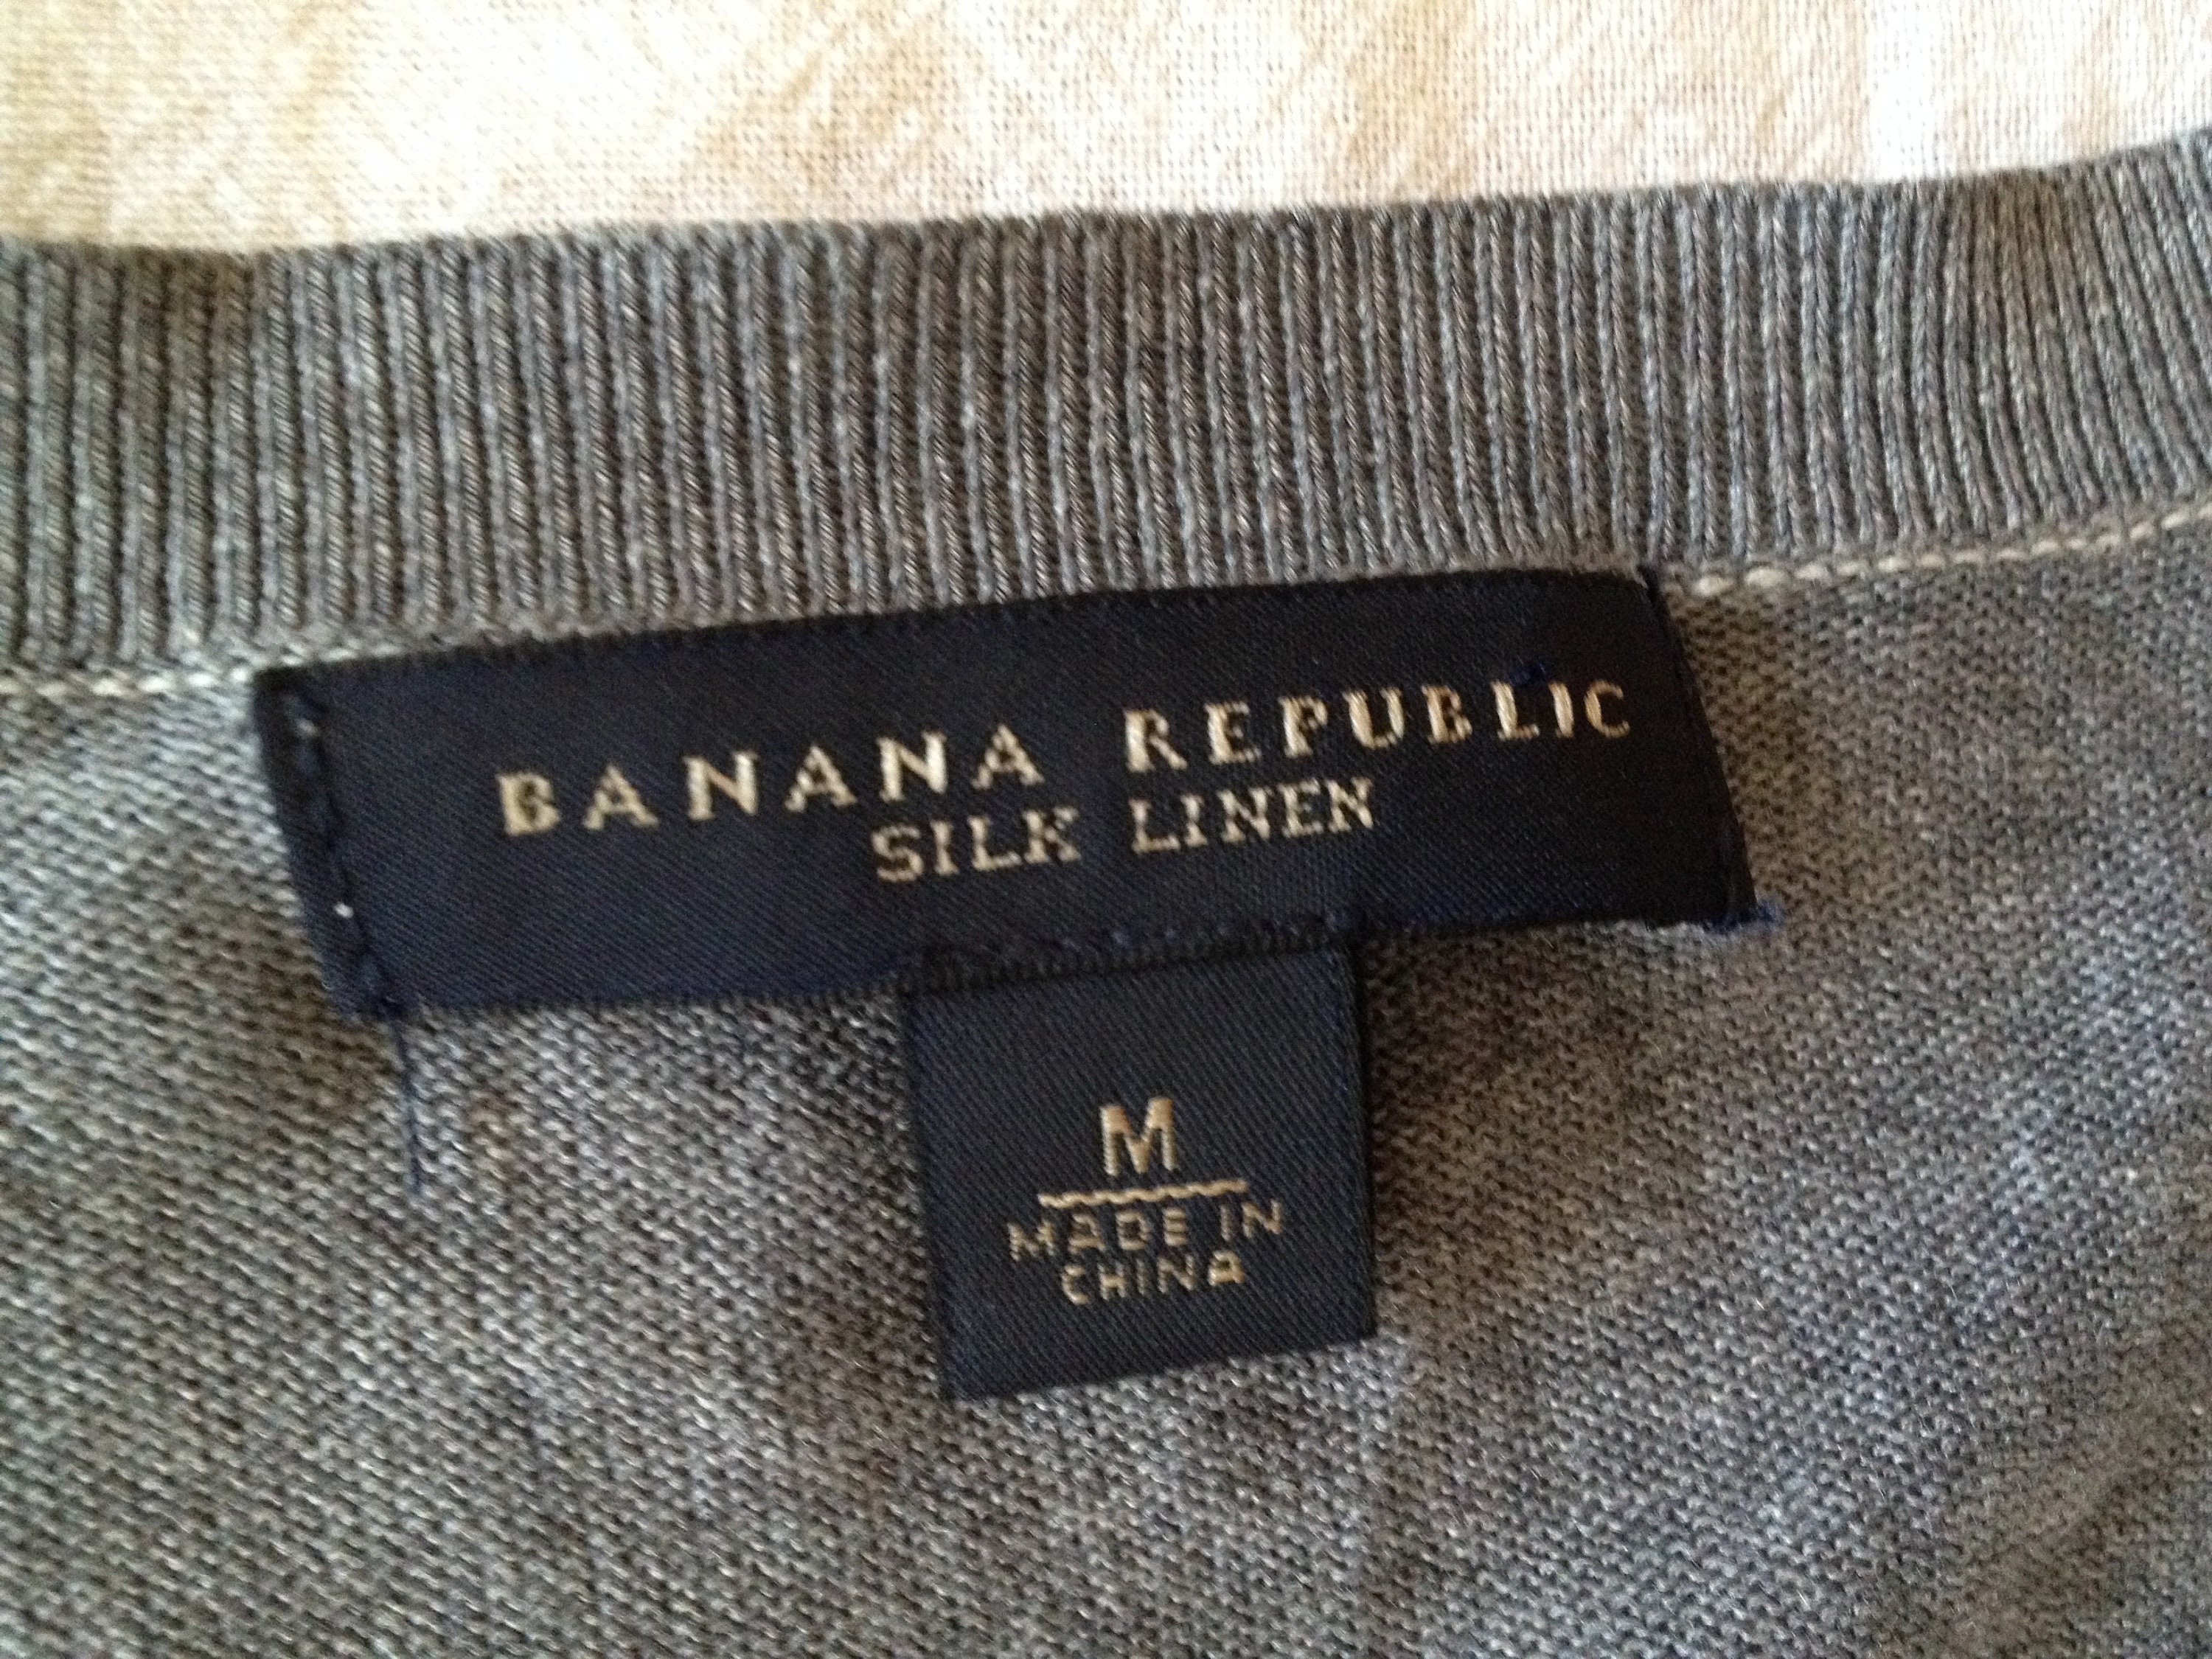 BANANA REPUBLIC
SILK LINEN
M
MADE IN
CHINA